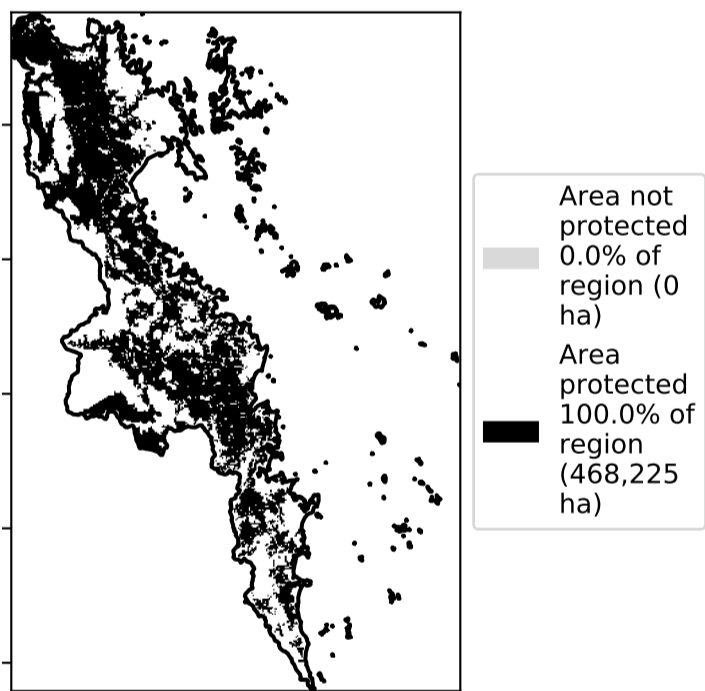 Area not
protected
0.0% of
region (0
ha)
Area
protected
100.0% of
region
(468,225
ha)